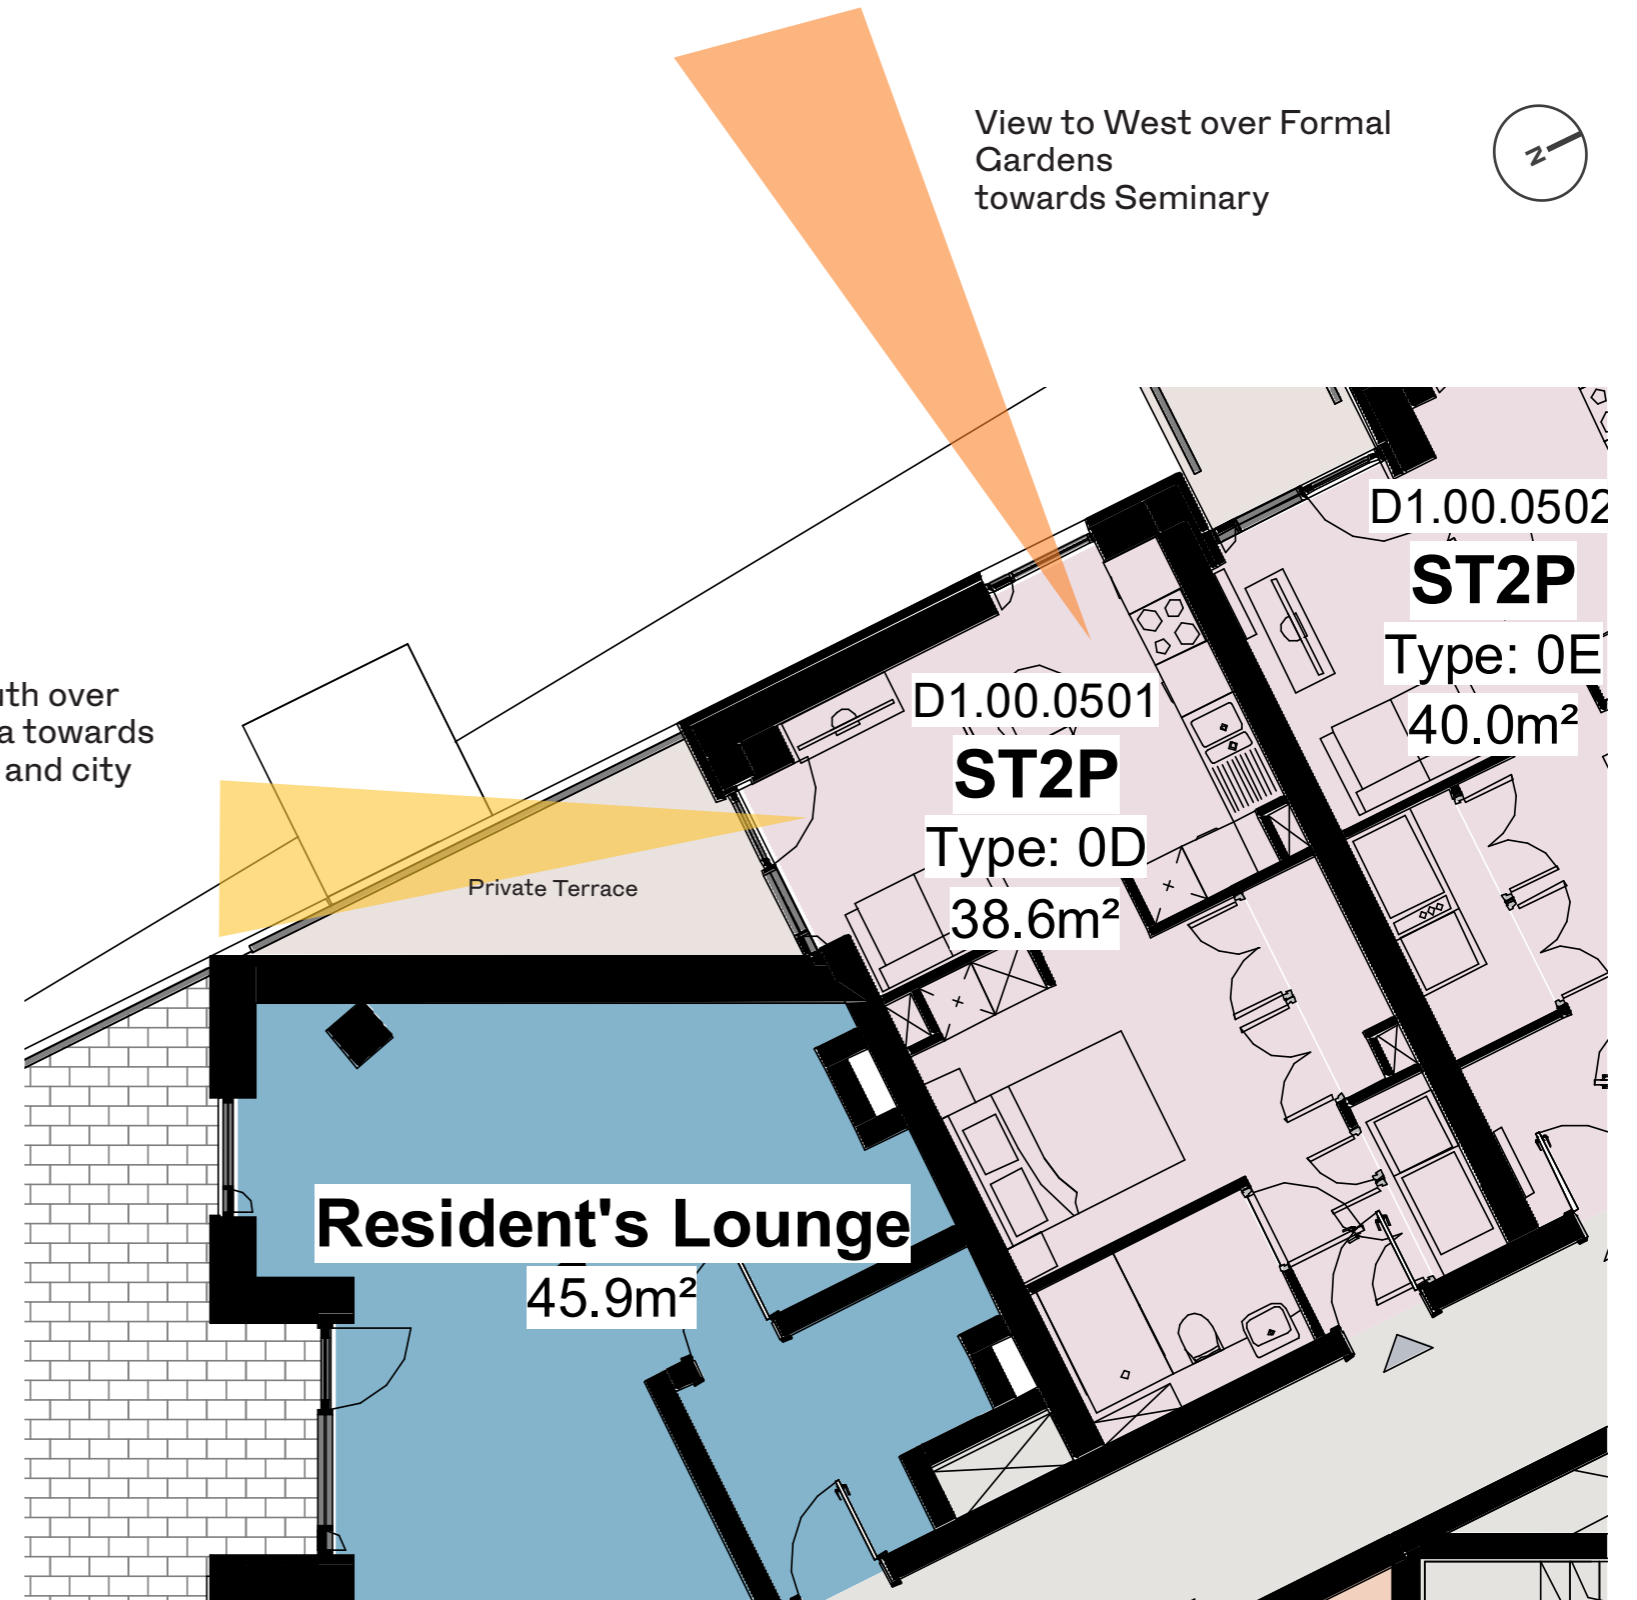 View to West over Formal
Gardens
towards Seminary
N
D1.00.0502
ST2P
Type: 0E
40.0m²
uth over
a towards
and city
D1.00.0501
ST2P
Type: 0D
38.6m²
Private Terrace
Resident's Lounge
45.9m²